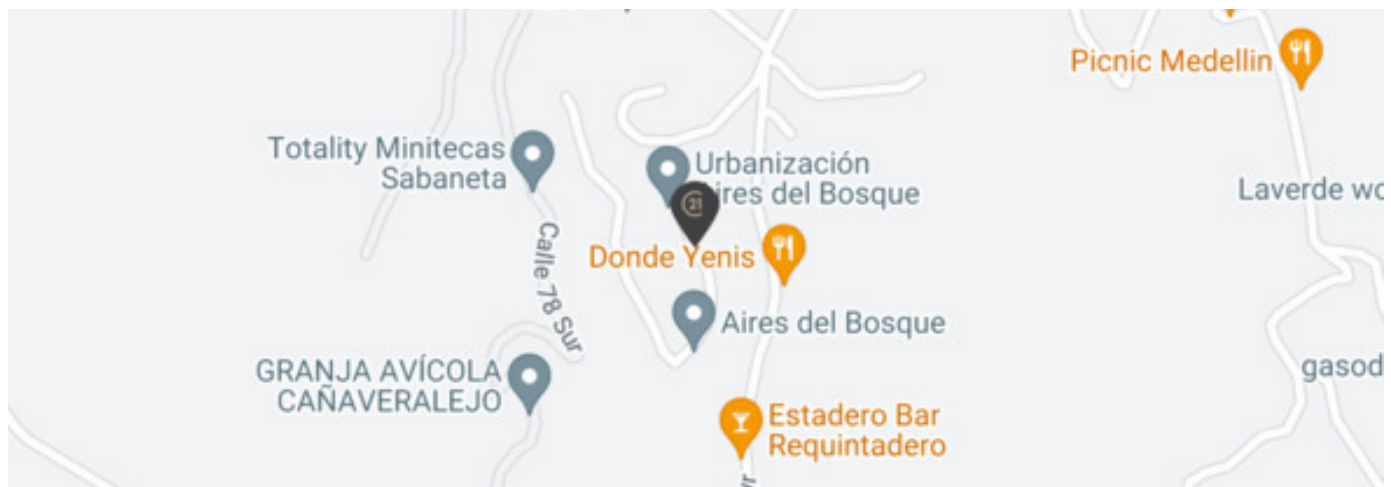 Picnic Medellin
Totality Minitecas
Sabaneta
Urbanización
ires del Bosque
Laverde wo
Calle 78 Sur
Donde Yenis
Aires del Bosque
GRANJA AVÍCOLA
CAÑAVERALEJO
gasod
Estadero Bar
Requintadero
21